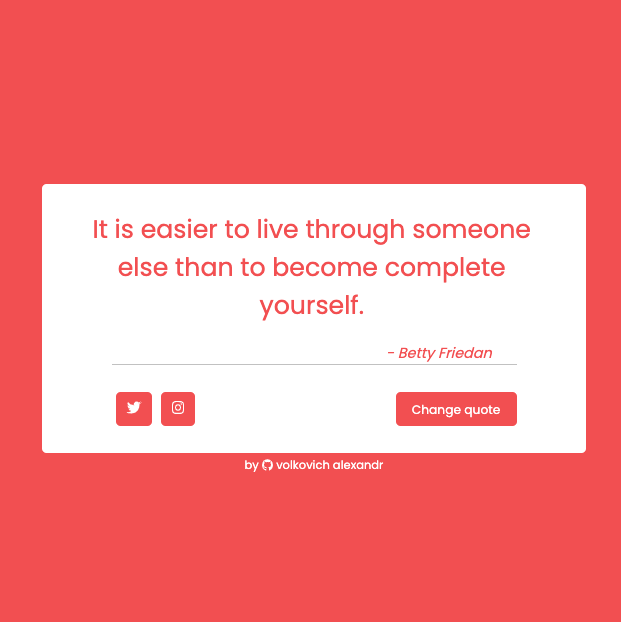 It is easier to live through someone
else than to become complete
yourself.
- Betty Friedan
Change quote
by volkovich alexandr